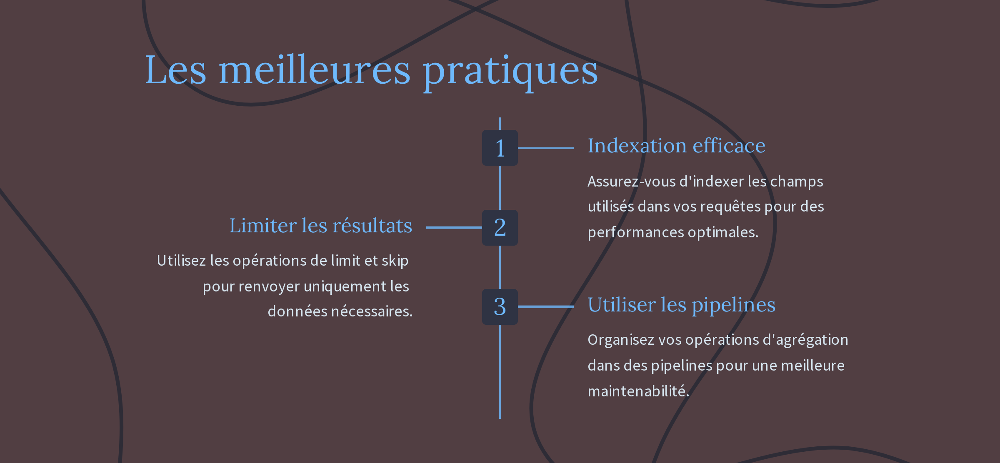 Les meilleures pratiques
1
Indexation efficace
Assurez-vous d'indexer les champs
utilisés dans vos requêtes pour des
performances optimales.
2
Limiter les résultats
Utilisez les opérations de limit et skip
pour renvoyer uniquement les
données nécessaires.
3
Utiliser les pipelines
Organisez vos opérations d'agrégation
dans des pipelines pour une meilleure
maintenabilité.